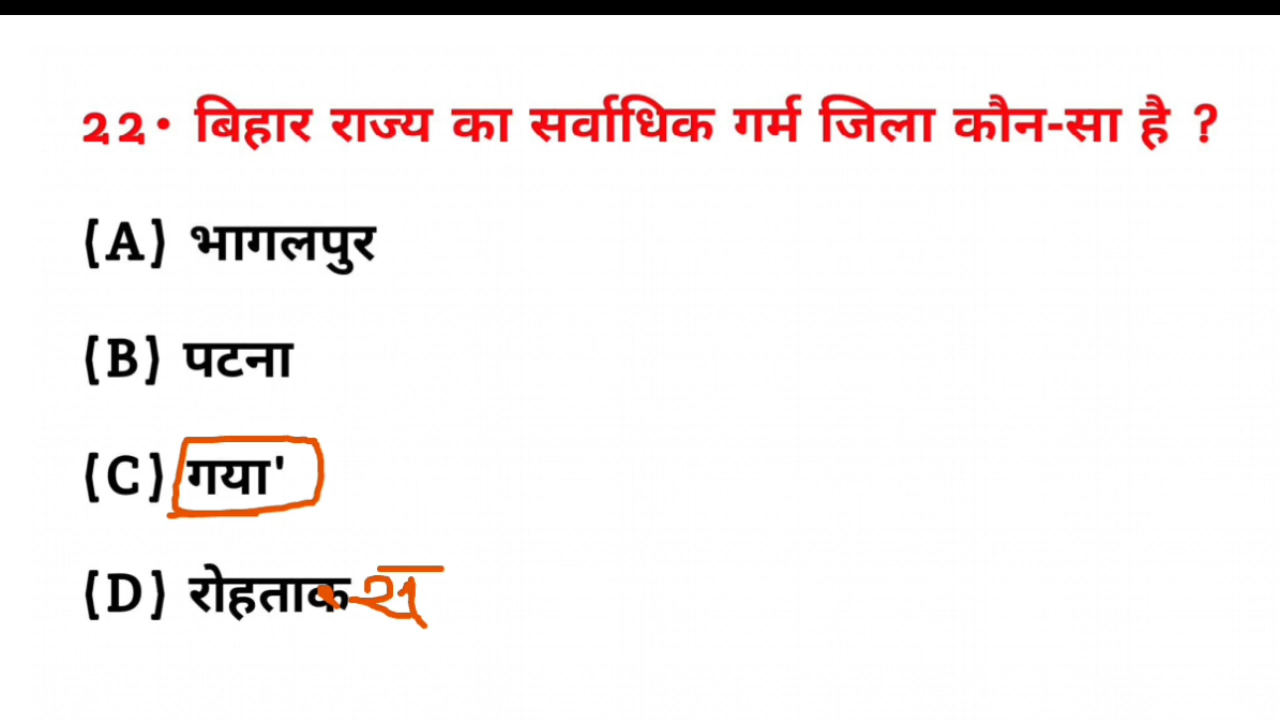 22• बिहार राज्य का सर्वाधिक गर्म जिला कौन-सा है ?
(A) भागलपुर
(B) पटना
(C) गया'
(D) रोहताक